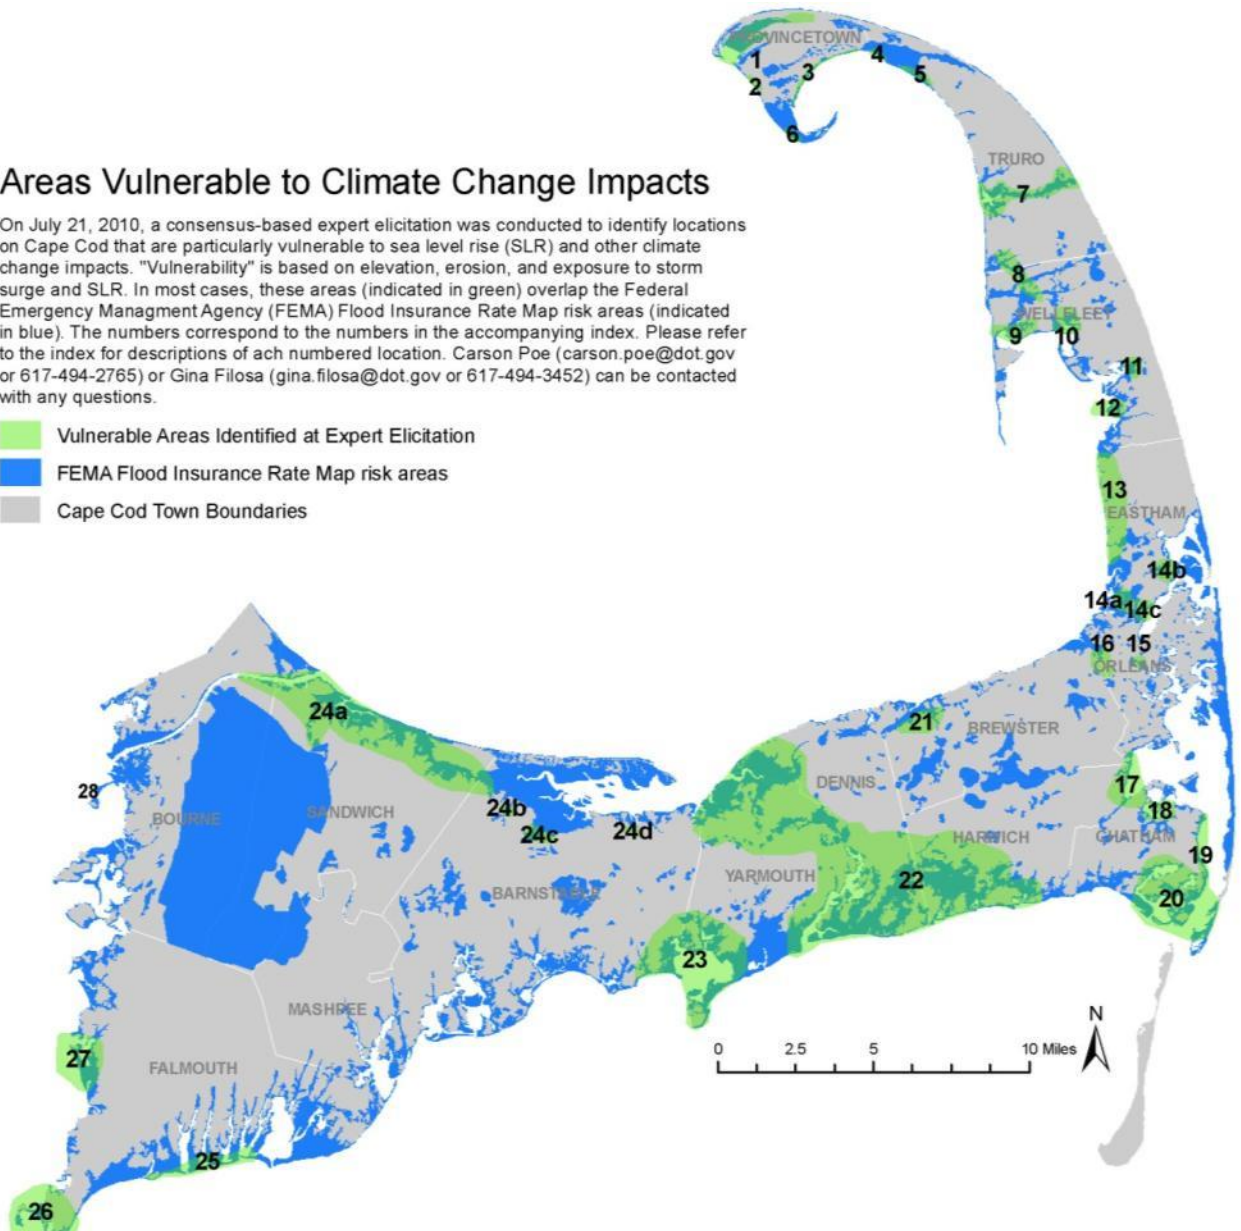 Areas Vulnerable to Climate Change Impacts
On July 21, 2010, a consensus-based expert elicitation was conducted to identify locations
on Cape Cod that are particularly vulnerable to sea level rise (SLR) and other climate
change impacts. "Vulnerability" is based on elevation, erosion, and exposure to storm
surge and SLR. In most cases, these areas (indicated in green) overlap the Federal
Emergency Managment Agency (FEMA) Flood Insurance Rate Map risk areas (indicated
in blue). The numbers correspond to the numbers in the accompanying index. Please refer
to the index for descriptions of ach numbered location. Carson Poe (carson.poe@dot.gov
or 617-494-2765) or Gina Filosa (gina.filosa@dot.gov or 617-494-3452) can be contacted
with any questions.
Vulnerable Areas Identified at Expert Elicitation
FEMA Flood Insurance Rate Map risk areas
Cape Cod Town Boundaries
PROVINCETOWN
1
2
3
4
5
6
TRURO
7
8
WELLFLEET
9
10
11
12
13
EASTHAM
14b
14a
14c
16
15
ORLEANS
24a
21
BREWSTER
28
BOURNE
SANDWICH
DENNIS
17
24b
24c
24d
18
HARWICH
CHATHAM
19
BARNSTABLE
YARMOUTH
22
20
23
MASHPEE
N
0
2.5
5
10 Miles
27
FALMOUTH
25
26